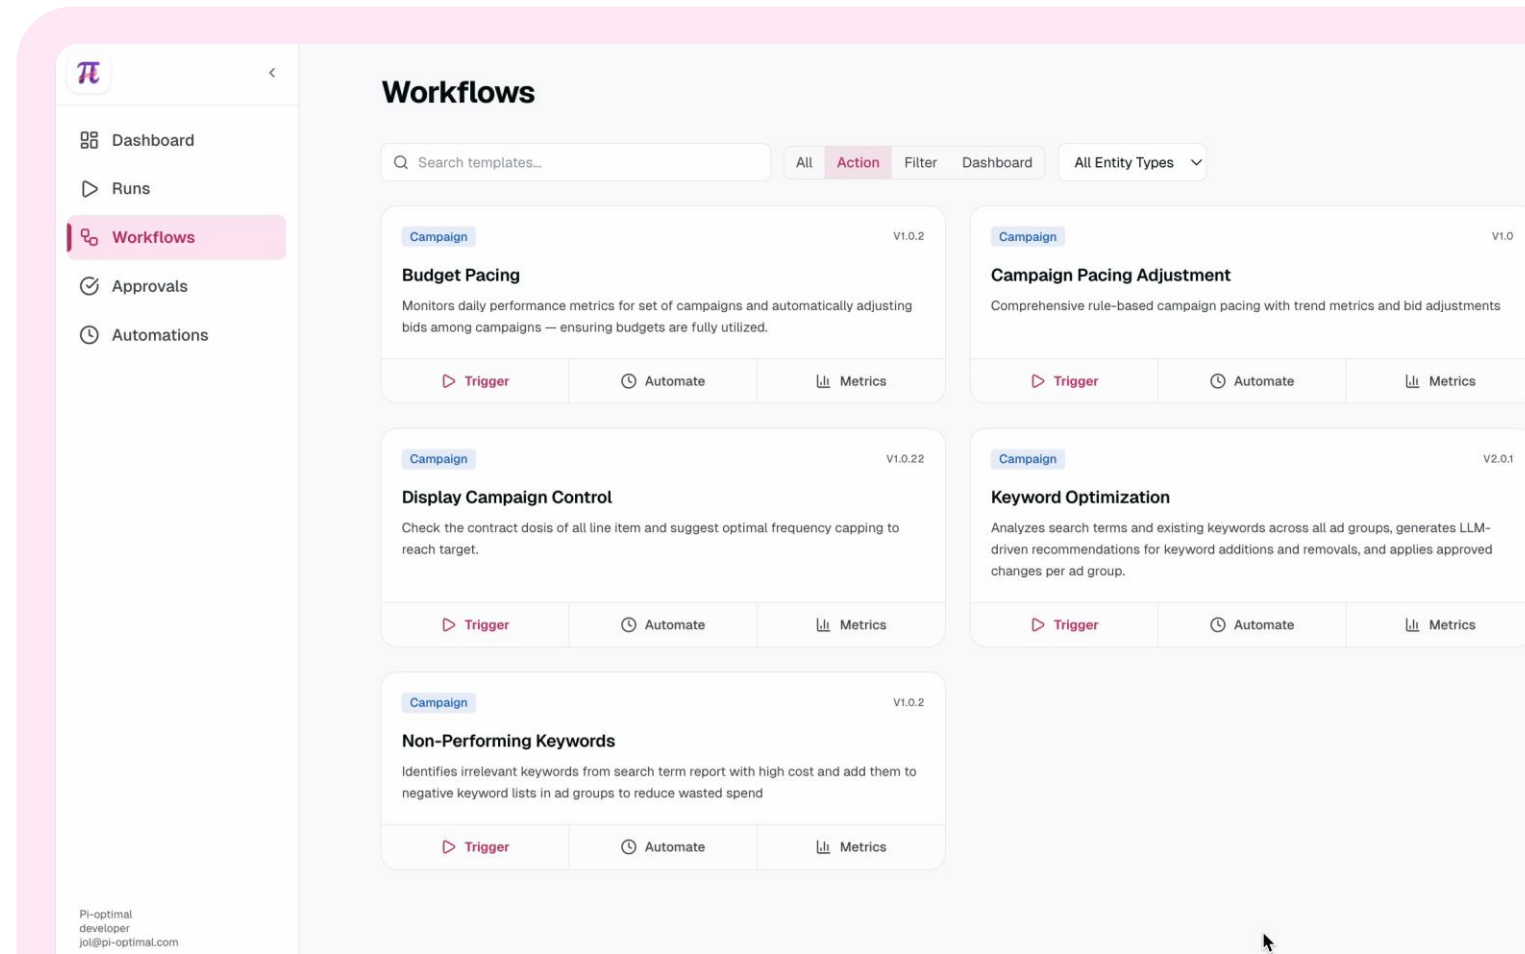 π
Dashboard
Runs
Workflows
Approvals
Automations
Pi-optimal
developer
jol@pi-optimal.com
Workflows
Search templates...
All Action Filter Dashboard All Entity Types
Campaign V1.0.2
Budget Pacing
Monitors daily performance metrics for set of campaigns and automatically adjusting
bids among campaigns — ensuring budgets are fully utilized.
Trigger Automate Metrics
Campaign V1.0
Campaign Pacing Adjustment
Comprehensive rule-based campaign pacing with trend metrics and bid adjustments
Trigger Automate Metrics
Campaign V1.0.22
Display Campaign Control
Check the contract dosis of all line item and suggest optimal frequency capping to
reach target.
Trigger Automate Metrics
Campaign V2.0.1
Keyword Optimization
Analyzes search terms and existing keywords across all ad groups, generates LLM-
driven recommendations for keyword additions and removals, and applies approved
changes per ad group.
Trigger Automate Metrics
Campaign V1.0.2
Non-Performing Keywords
Identifies irrelevant keywords from search term report with high cost and add them to
negative keyword lists in ad groups to reduce wasted spend
Trigger Automate Metrics